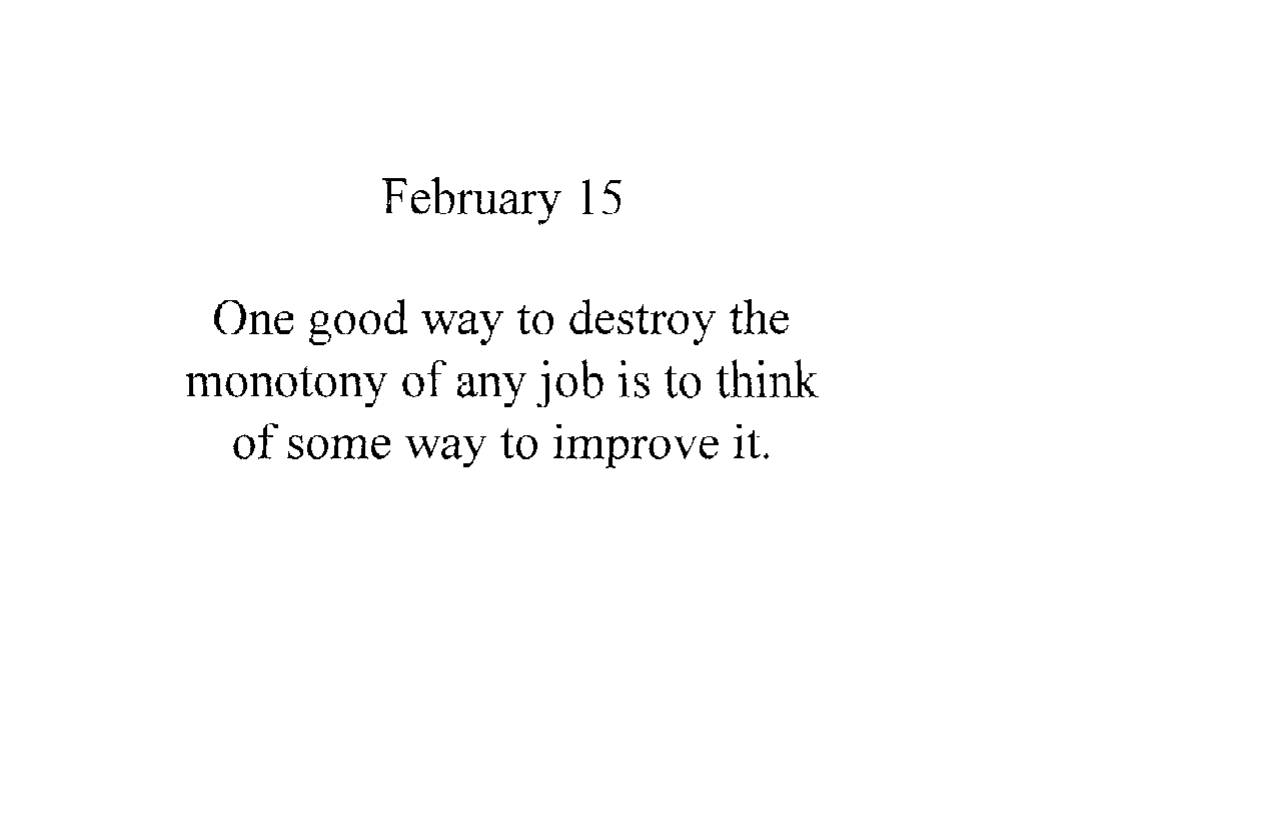 February 15
One good way to destroy the
monotony of any job is to think
of some way to improve it.